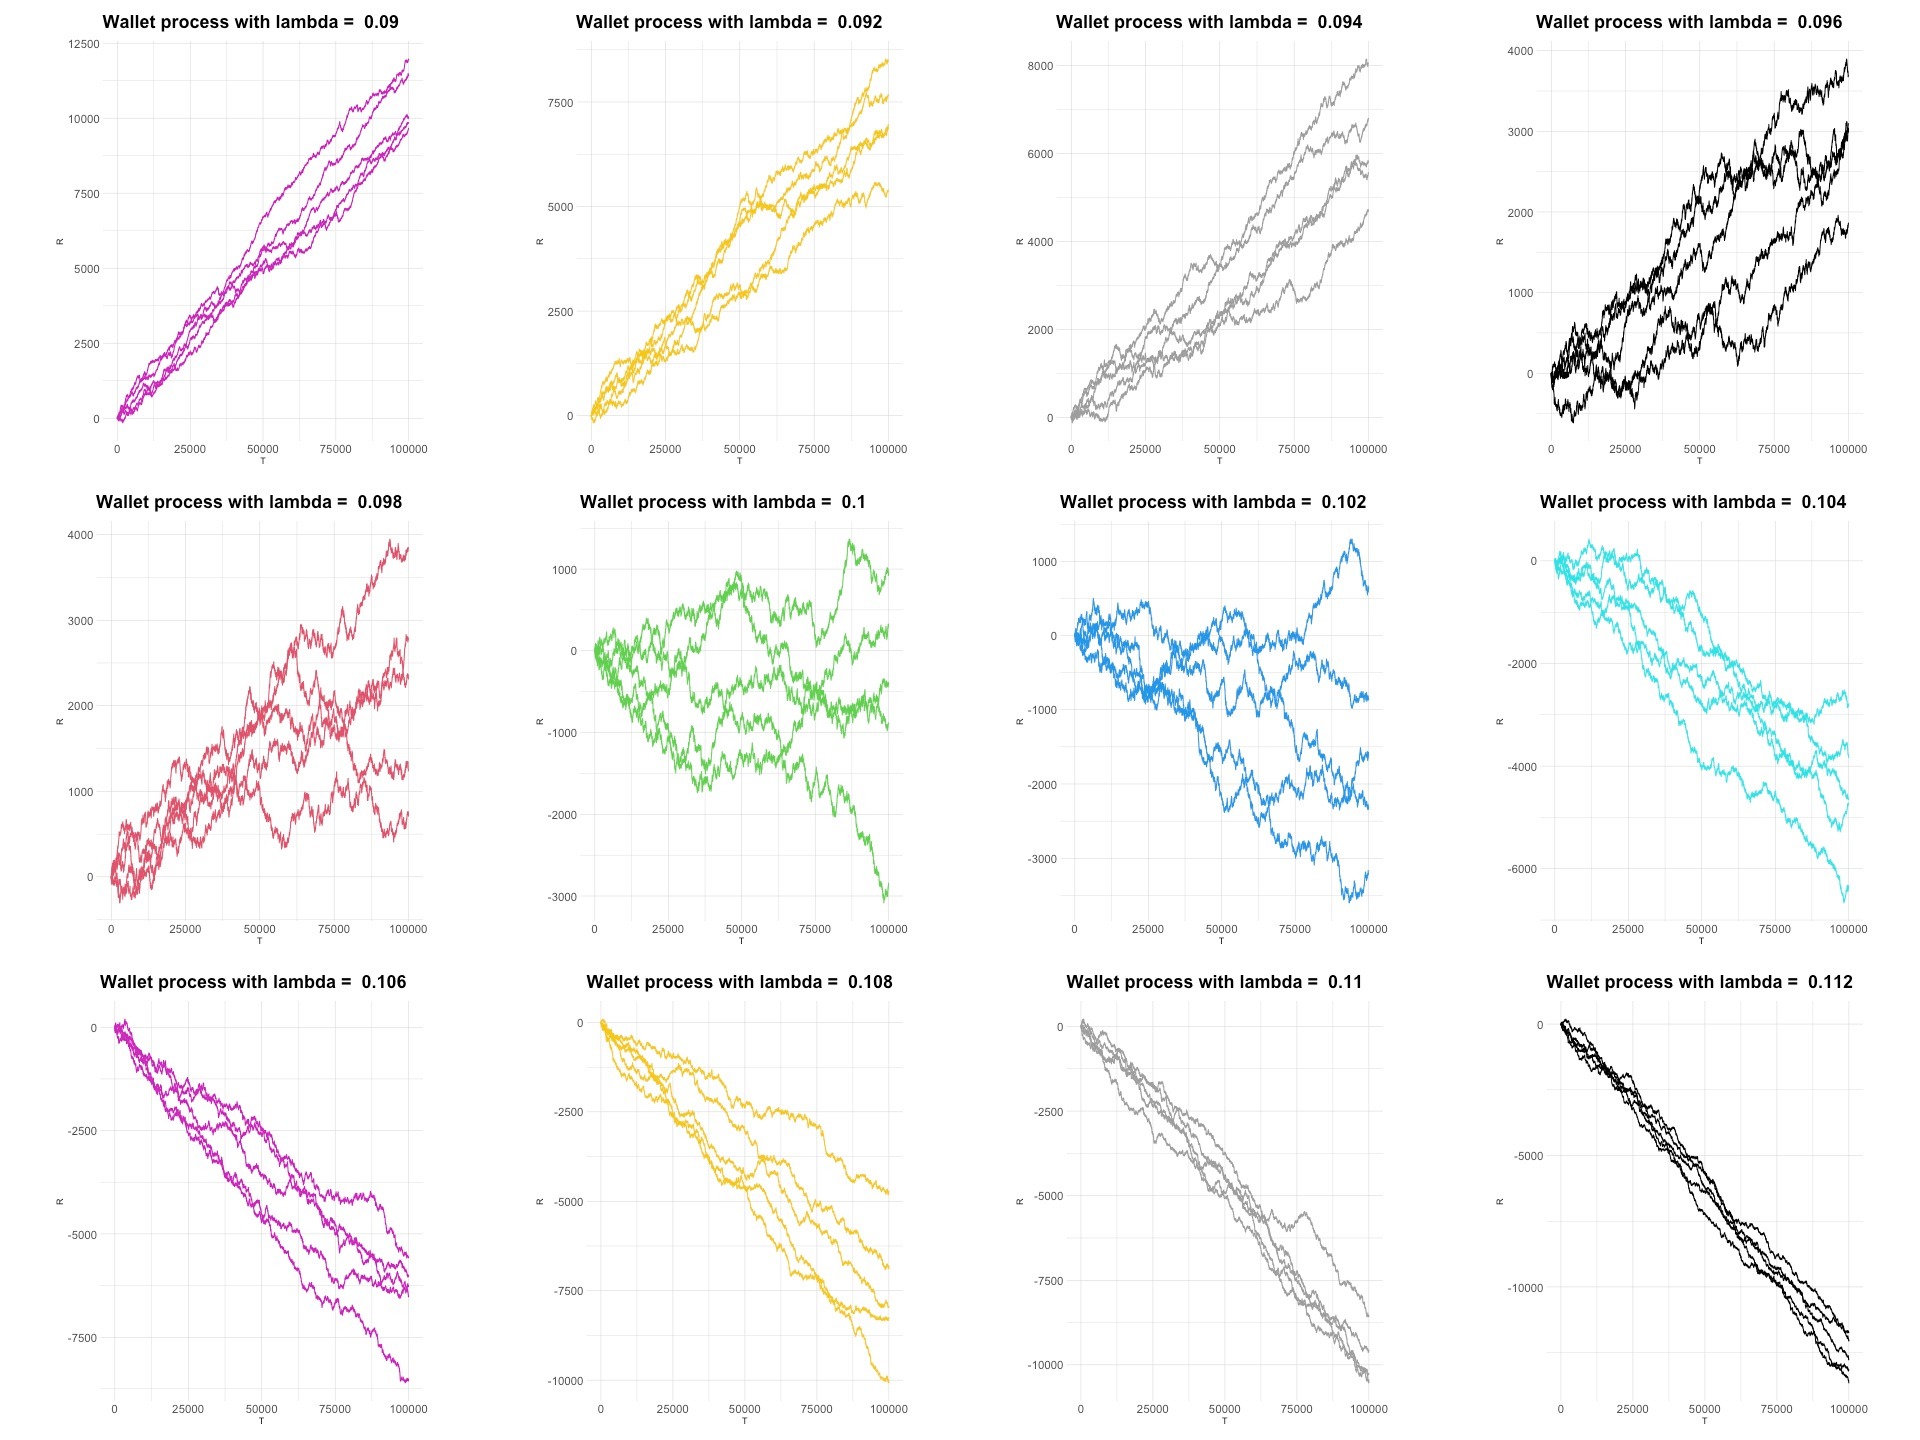 Wallet process with lambda =  0.09
12500
10000
7500
5000
2500
0
R
0 25000 50000 75000 100000
T
Wallet process with lambda =  0.092
7500
5000
2500
0
R
0 25000 50000 75000 100000
T
Wallet process with lambda =  0.094
8000
6000
4000
2000
0
R
0 25000 50000 75000 100000
T
Wallet process with lambda =  0.096
4000
3000
2000
1000
0
R
0 25000 50000 75000 100000
T
Wallet process with lambda =  0.098
4000
3000
2000
1000
0
R
0 25000 50000 75000 100000
T
Wallet process with lambda =  0.1
1000
0
-1000
-2000
-3000
R
0 25000 50000 75000 100000
T
Wallet process with lambda =  0.102
1000
0
-1000
-2000
-3000
R
0 25000 50000 75000 100000
T
Wallet process with lambda =  0.104
0
-2000
-4000
-6000
R
0 25000 50000 75000 100000
T
Wallet process with lambda =  0.106
0
-2500
-5000
-7500
R
0 25000 50000 75000 100000
T
Wallet process with lambda =  0.108
0
-2500
-5000
-7500
-10000
R
0 25000 50000 75000 100000
T
Wallet process with lambda =  0.11
0
-2500
-5000
-7500
-10000
R
0 25000 50000 75000 100000
T
Wallet process with lambda =  0.112
0
-5000
-10000
R
0 25000 50000 75000 100000
T